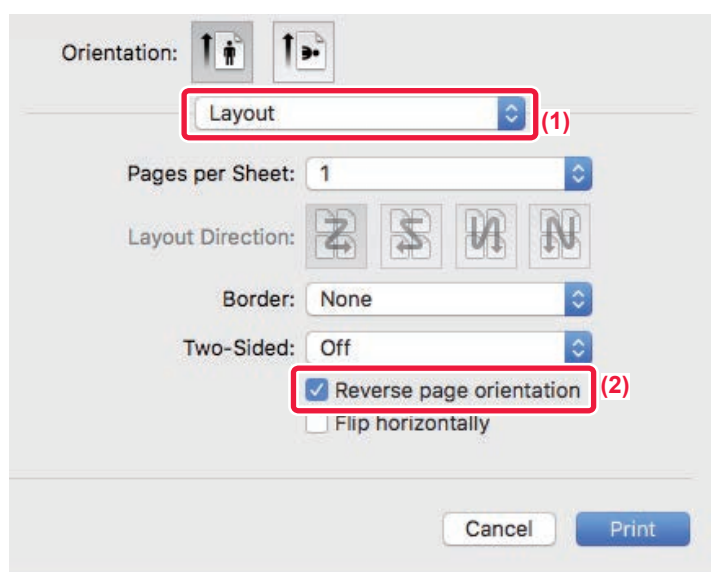 Orientation:
Layout
(1)
Pages per Sheet: 1
Layout Direction:
Border: None
Two-Sided: Off
Reverse page orientation
(2)
Flip horizontally
Cancel Print